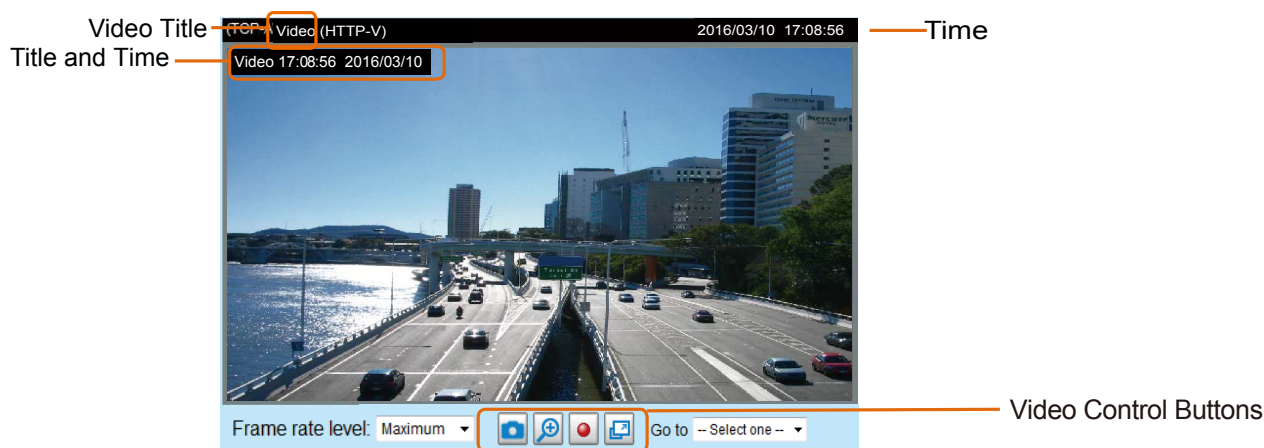 Video Title
(TCP-A Video (HTTP-V)
2016/03/10 17:08:56
Time
Title and Time
Video 17:08:56 2016/03/10
Frame rate level: Maximum
Go to -- Select one --
Video Control Buttons